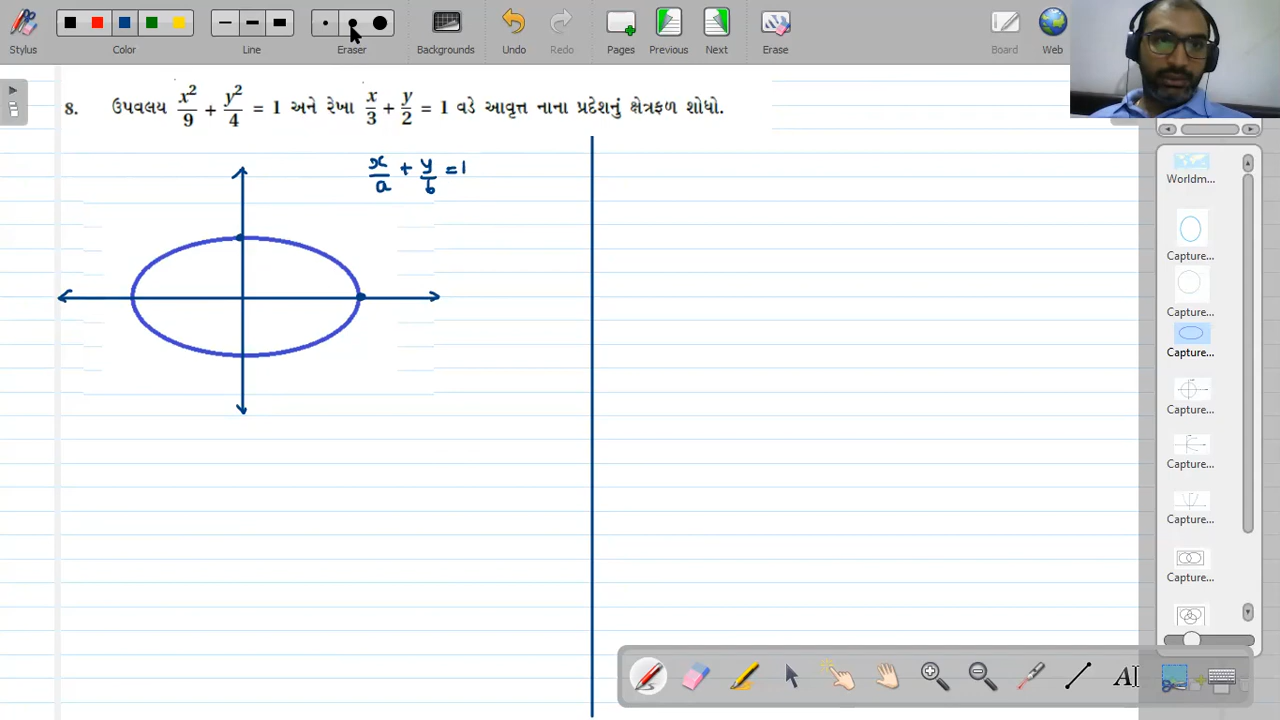 Stylus Color Line Eraser Backgrounds Undo Redo Pages Previous Next Erase Board Web
8. ઉપવલય x²/9 + y²/4 = 1 અને રેખા x/3 + y/2 = 1 વડે આવૃત્ત નાના પ્રદેશનું ક્ષેત્રફળ શોધો.
x/a + y/b = 1
Worldm...
Capture...
Capture...
Capture...
Capture...
Capture...
Capture...
Capture...
A